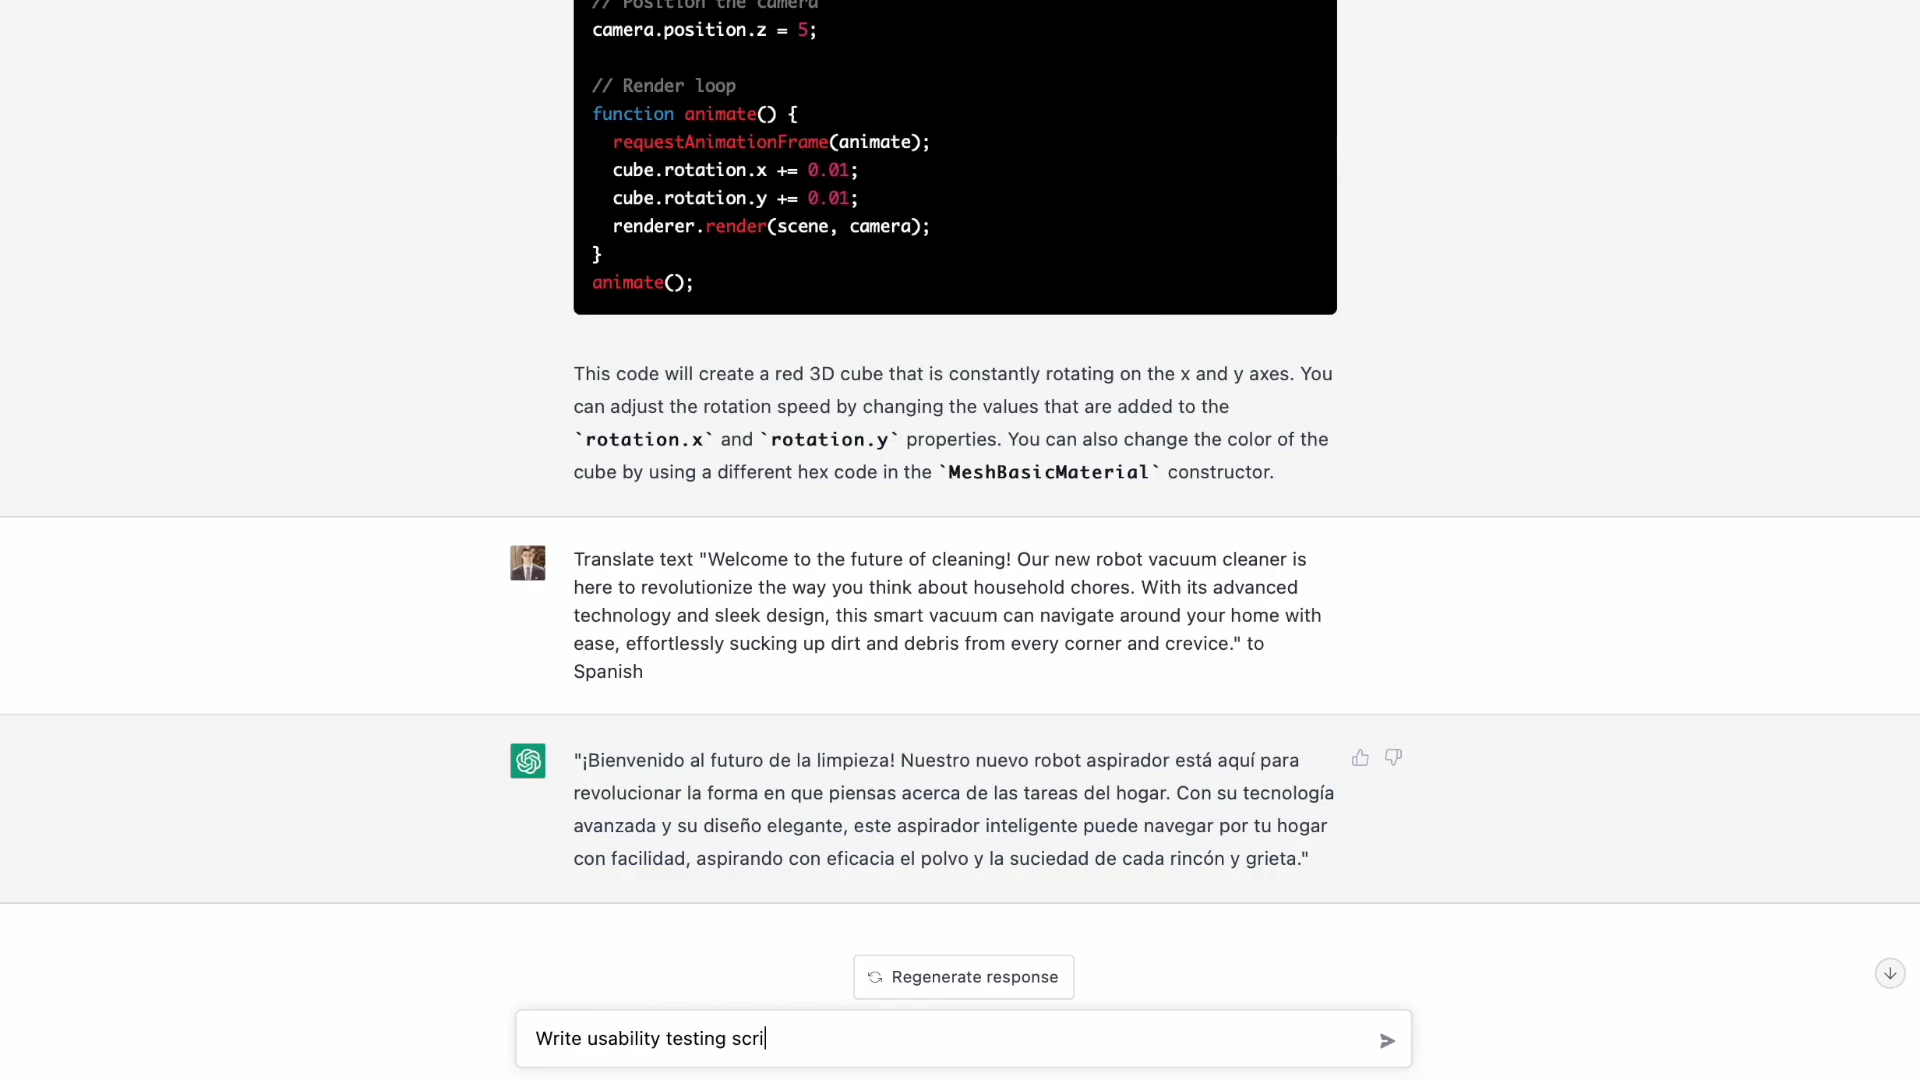 // Position the camera
camera.position.z = 5;
// Render loop
function animate() {
requestAnimationFrame(animate);
cube.rotation.x += 0.01;
cube.rotation.y += 0.01;
renderer.render(scene, camera);
}
animate();
This code will create a red 3D cube that is constantly rotating on the x and y axes. You
can adjust the rotation speed by changing the values that are added to the
`rotation.x` and `rotation.y` properties. You can also change the color of the
cube by using a different hex code in the `MeshBasicMaterial` constructor.
Translate text "Welcome to the future of cleaning! Our new robot vacuum cleaner is
here to revolutionize the way you think about household chores. With its advanced
technology and sleek design, this smart vacuum can navigate around your home with
ease, effortlessly sucking up dirt and debris from every corner and crevice." to
Spanish
"¡Bienvenido al futuro de la limpieza! Nuestro nuevo robot aspirador está aquí para
revolucionar la forma en que piensas acerca de las tareas del hogar. Con su tecnología
avanzada y su diseño elegante, este aspirador inteligente puede navegar por tu hogar
con facilidad, aspirando con eficacia el polvo y la suciedad de cada rincón y grieta."
Regenerate response
Write usability testing scri